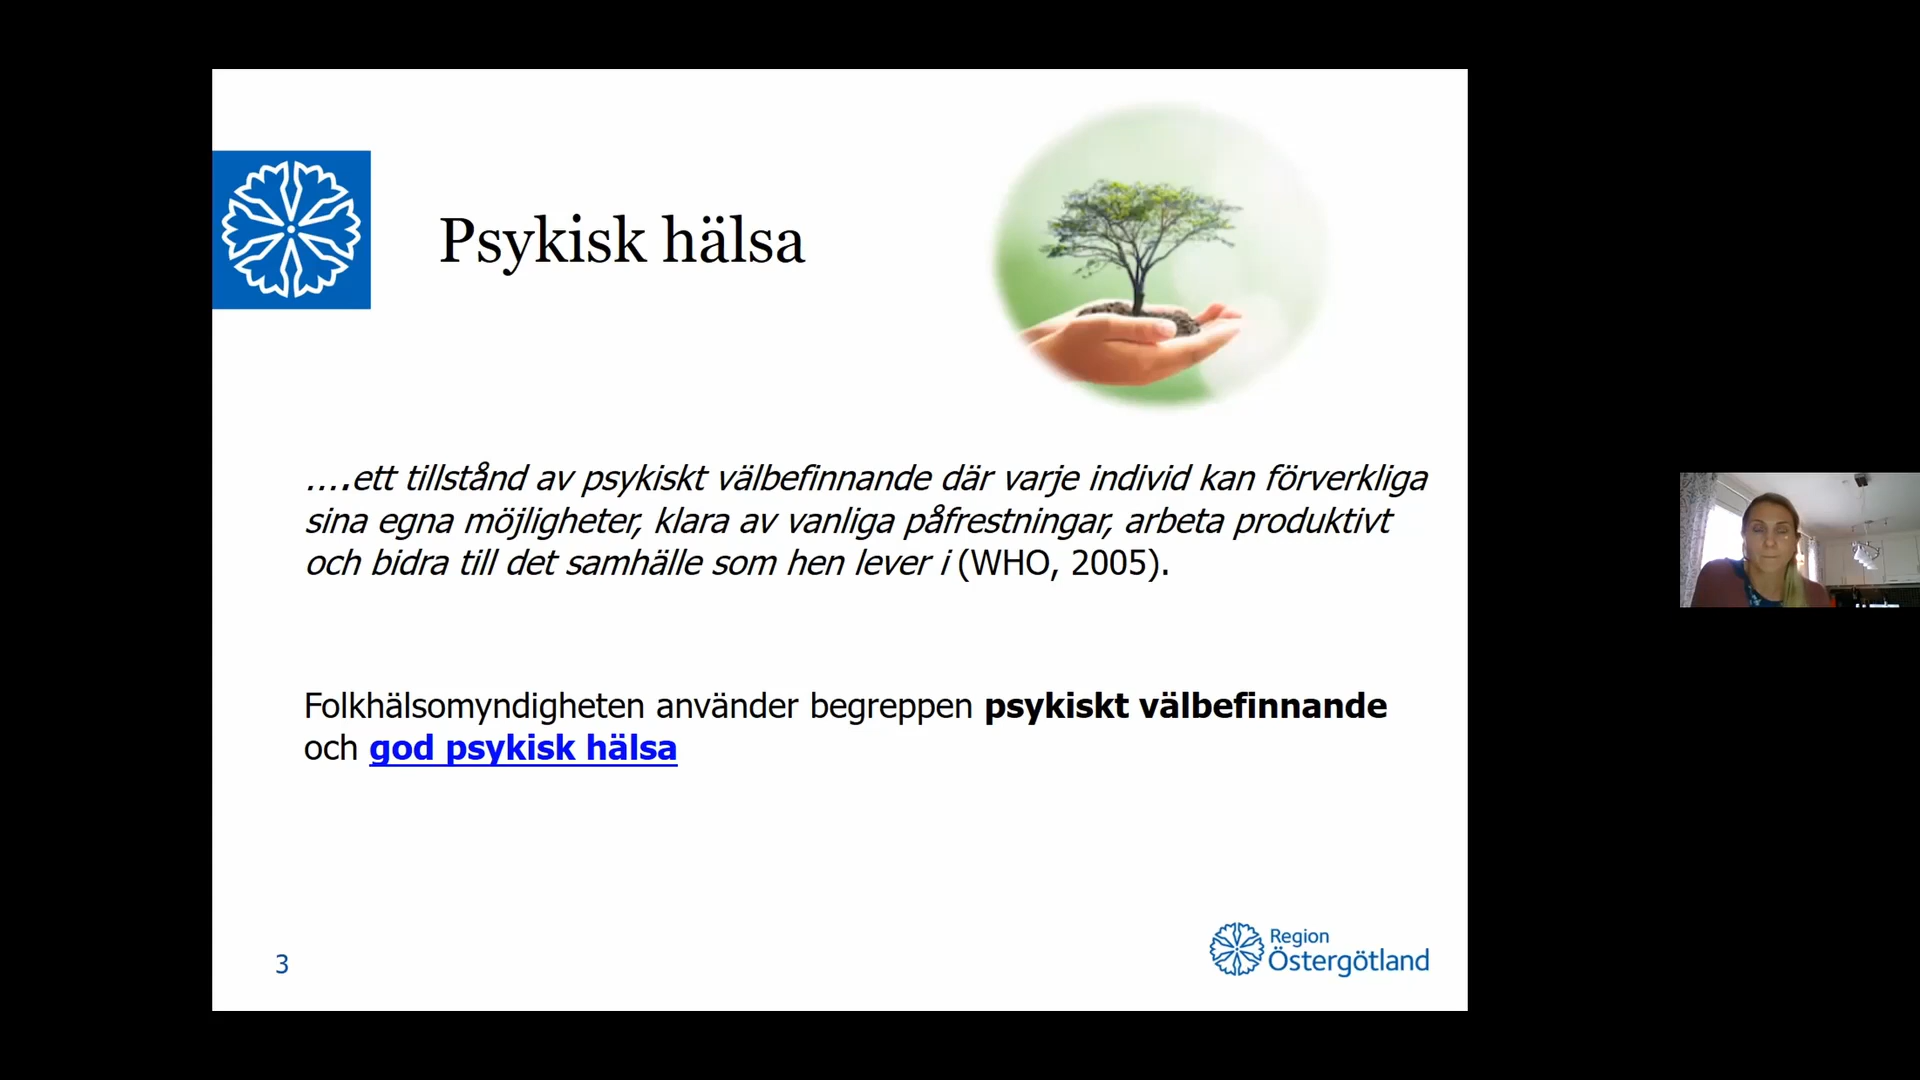 Psykisk hälsa
....ett tillstånd av psykiskt välbefinnande där varje individ kan förverkliga
sina egna möjligheter, klara av vanliga påfrestningar, arbeta produktivt
och bidra till det samhälle som hen lever i (WHO, 2005).
Folkhälsomyndigheten använder begreppen psykiskt välbefinnande
och god psykisk hälsa
3
Region
Östergötland